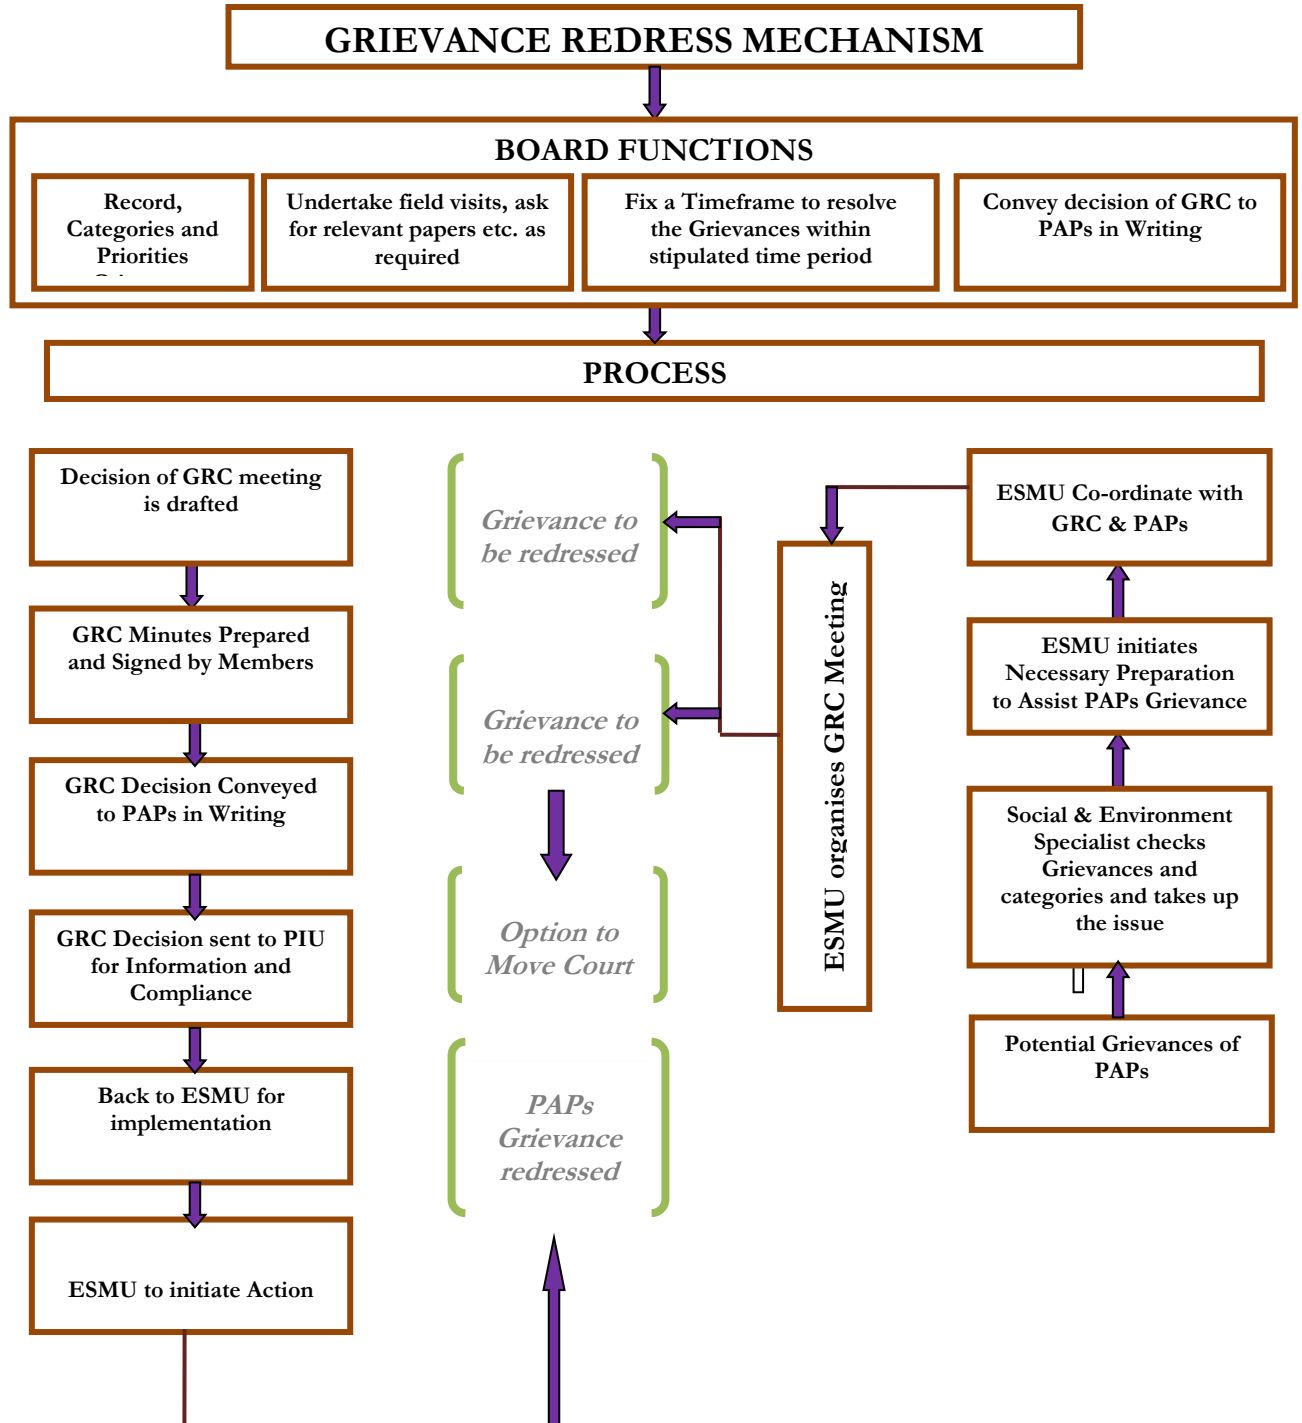 GRIEVANCE REDRESS MECHANISM
BOARD FUNCTIONS
Record,
Categories and
Priorities
Undertake field visits, ask
for relevant papers etc. as
required
Fix a Timeframe to resolve
the Grievances within
stipulated time period
Convey decision of GRC to
PAPs in Writing
PROCESS
Decision of GRC meeting
is drafted
GRC Minutes Prepared
and Signed by Members
GRC Decision Conveyed
to PAPs in Writing
GRC Decision sent to PIU
for Information and
Compliance
Back to ESMU for
implementation
ESMU to initiate Action
Grievance to
be redressed
Grievance to
be redressed
Option to
Move Court
PAPs
Grievance
redressed
ESMU organises GRC Meeting
ESMU Co-ordinate with
GRC & PAPs
ESMU initiates
Necessary Preparation
to Assist PAPs Grievance
Social & Environment
Specialist checks
Grievances and
categories and takes up
the issue
Potential Grievances of
PAPs